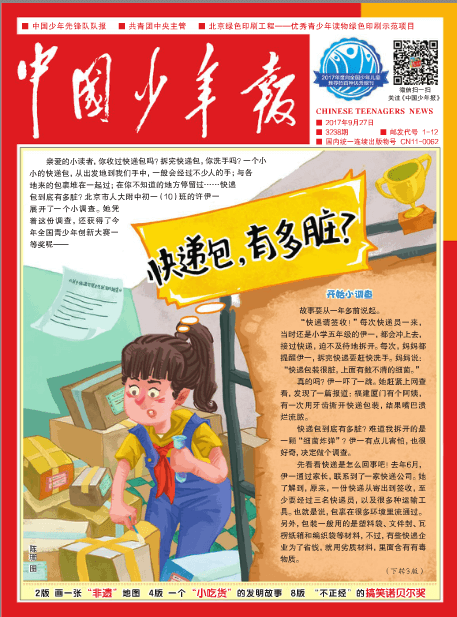 ■ 中国少年先锋队队报 ■ 共青团中央主管 ■ 北京绿色印刷工程——优秀青少年读物绿色印刷示范项目
中国少年报
2017年度向全国少年儿童
推荐的百种优秀报刊
微信扫一扫
关注《中国少年报》
CHINESE TEENAGERS NEWS
■ 2017年9月27日
■ 3238期 ■ 邮发代号 1-12
■ 国内统一连续出版物号 CN11-0062
亲爱的小读者,你收过快递包吗?拆完快递包,你洗手吗?一个小
小的快递包,从出发地到我们手中,一般会经过不少人的手;与各
地来的包裹堆在一起过;在你不知道的地方停留过……快递
包到底有多脏?北京市人大附中初一(10)班的许伊一
展开了一个小调查。她凭
着这份调查,还获得了今
年全国青少年创新大赛一
等奖呢——
快递包,有多脏?
开始小调查
故事要从一年多前说起。
“快递请签收!”每次快递员一来,
当时还是小学五年级的伊一,都会冲上去,
接过快递,迫不及待地拆开。每次,妈妈都
提醒伊一,拆完快递要赶快洗手。妈妈说:
“快递包装很脏,上面有数不清的细菌。”
真的吗?伊一吓了一跳。她赶紧上网查
看,发现了一篇报道:福建厦门有个阿姨,
有一次用牙齿撕开快递包装,结果嘴巴溃
烂流脓。
快递包到底有多脏?难道我拆开的是
一颗“细菌炸弹”?伊一有点儿害怕,也很
好奇,决定做个调查。
先看看快递是怎么回事吧!去年6月,
伊一通过家长,联系到了一家快递公司。她
了解到,原来,一份快递从寄出到签收,至
少要经过三名快递员,以及很多种运输工
具。也就是说,包裹在很多环境里流通过。
另外,包装一般用的是塑料袋、文件封、瓦
楞纸箱和编织袋等材料,不过,有些快递企
业为了省钱,就用劣质材料,里面含有有毒
物质。
(下转3版)
陈雨 图
2版 画一张“非遗”地图 4版 一个“小吃货”的发明故事 8版 “不正经”的搞笑诺贝尔奖